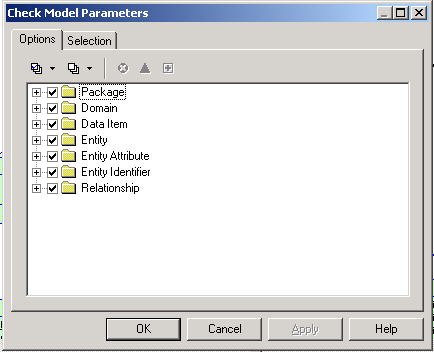 Check Model Parameters
Options Selection
Package
Domain
Data Item
Entity
Entity Attribute
Entity Identifier
Relationship
OK Cancel Apply Help